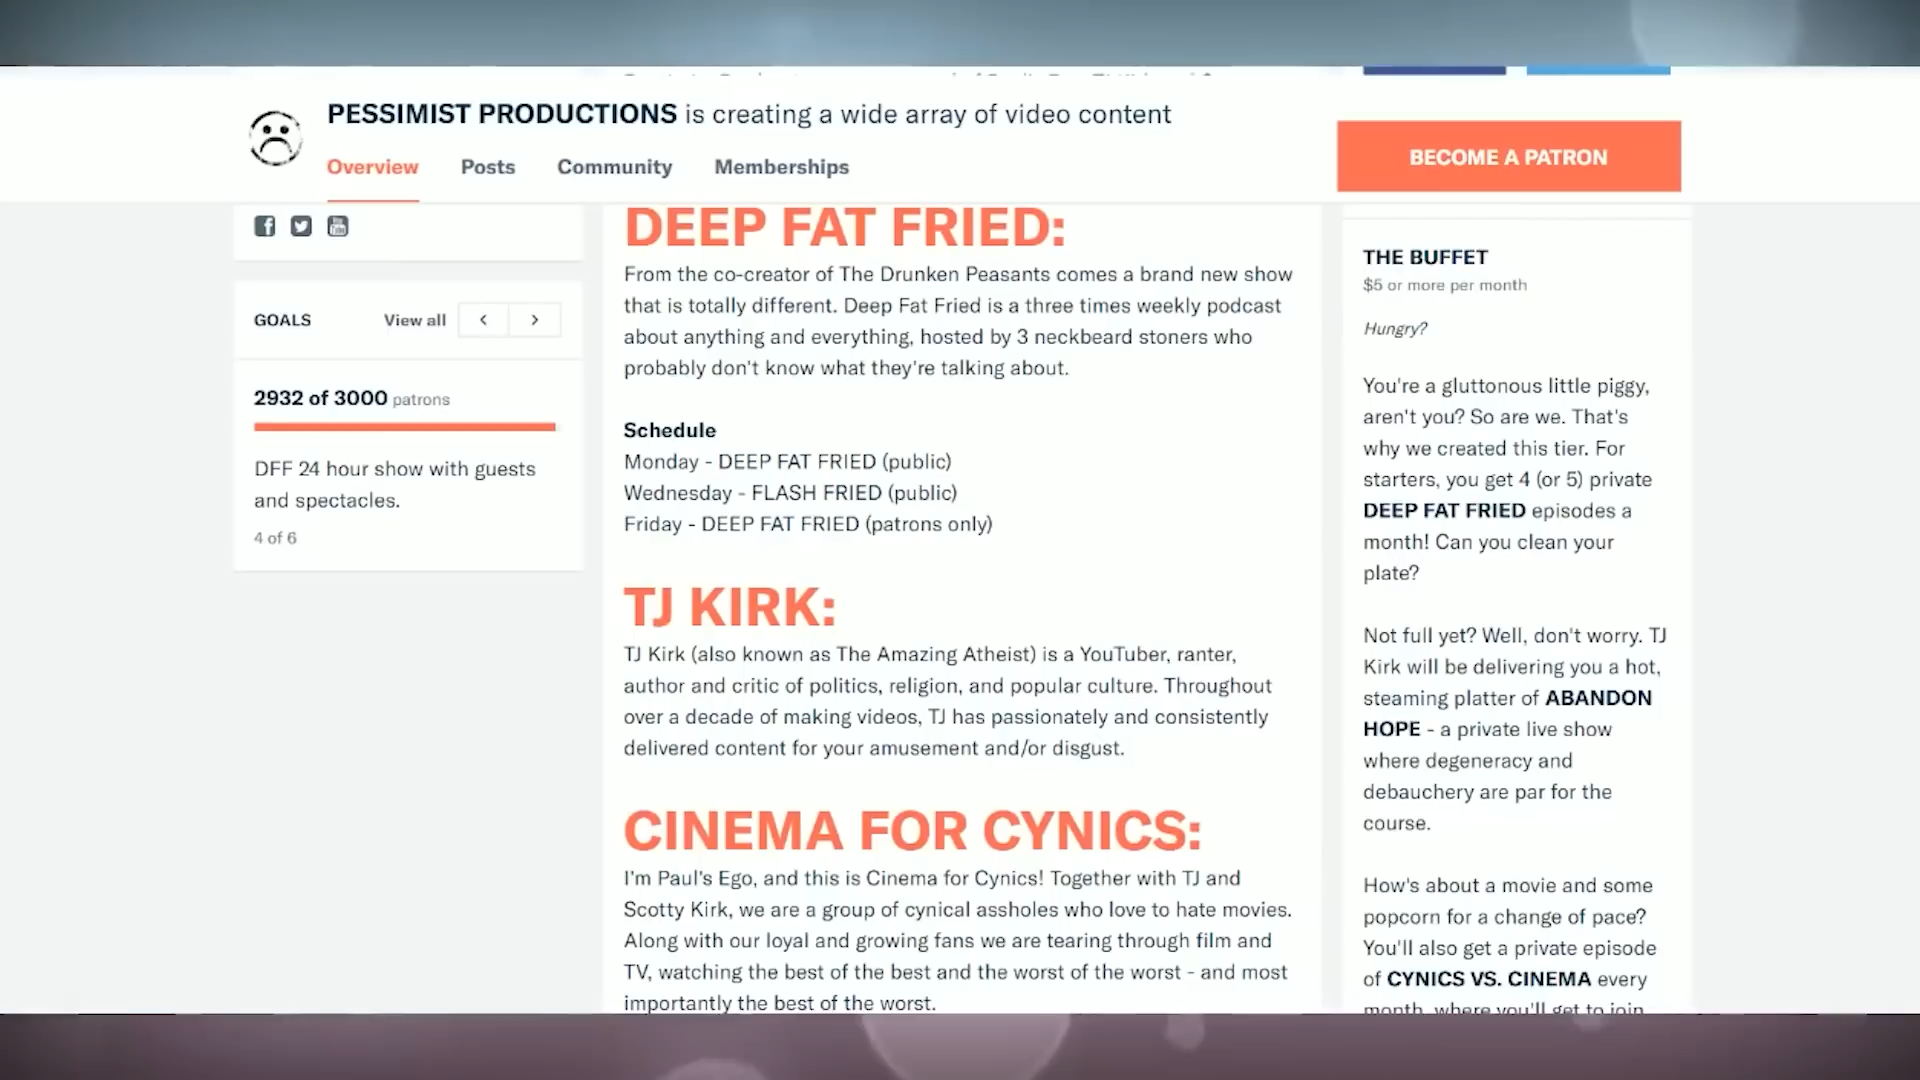 PESSIMIST PRODUCTIONS is creating a wide array of video content
Overview Posts Community Memberships
BECOME A PATRON
GOALS View all
2932 of 3000 patrons
DFF 24 hour show with guests
and spectacles.
4 of 6
DEEP FAT FRIED:
From the co-creator of The Drunken Peasants comes a brand new show
that is totally different. Deep Fat Fried is a three times weekly podcast
about anything and everything, hosted by 3 neckbeard stoners who
probably don't know what they're talking about.
Schedule
Monday - DEEP FAT FRIED (public)
Wednesday - FLASH FRIED (public)
Friday - DEEP FAT FRIED (patrons only)
TJ KIRK:
TJ Kirk (also known as The Amazing Atheist) is a YouTuber, ranter,
author and critic of politics, religion, and popular culture. Throughout
over a decade of making videos, TJ has passionately and consistently
delivered content for your amusement and/or disgust.
CINEMA FOR CYNICS:
I'm Paul's Ego, and this is Cinema for Cynics! Together with TJ and
Scotty Kirk, we are a group of cynical assholes who love to hate movies.
Along with our loyal and growing fans we are tearing through film and
TV, watching the best of the best and the worst of the worst - and most
importantly the best of the worst.
THE BUFFET
$5 or more per month
Hungry?
You're a gluttonous little piggy,
aren't you? So are we. That's
why we created this tier. For
starters, you get 4 (or 5) private
DEEP FAT FRIED episodes a
month! Can you clean your
plate?
Not full yet? Well, don't worry. TJ
Kirk will be delivering you a hot,
steaming platter of ABANDON
HOPE - a private live show
where degeneracy and
debauchery are par for the
course.
How's about a movie and some
popcorn for a change of pace?
You'll also get a private episode
of CYNICS VS. CINEMA every
month, where you'll get to join